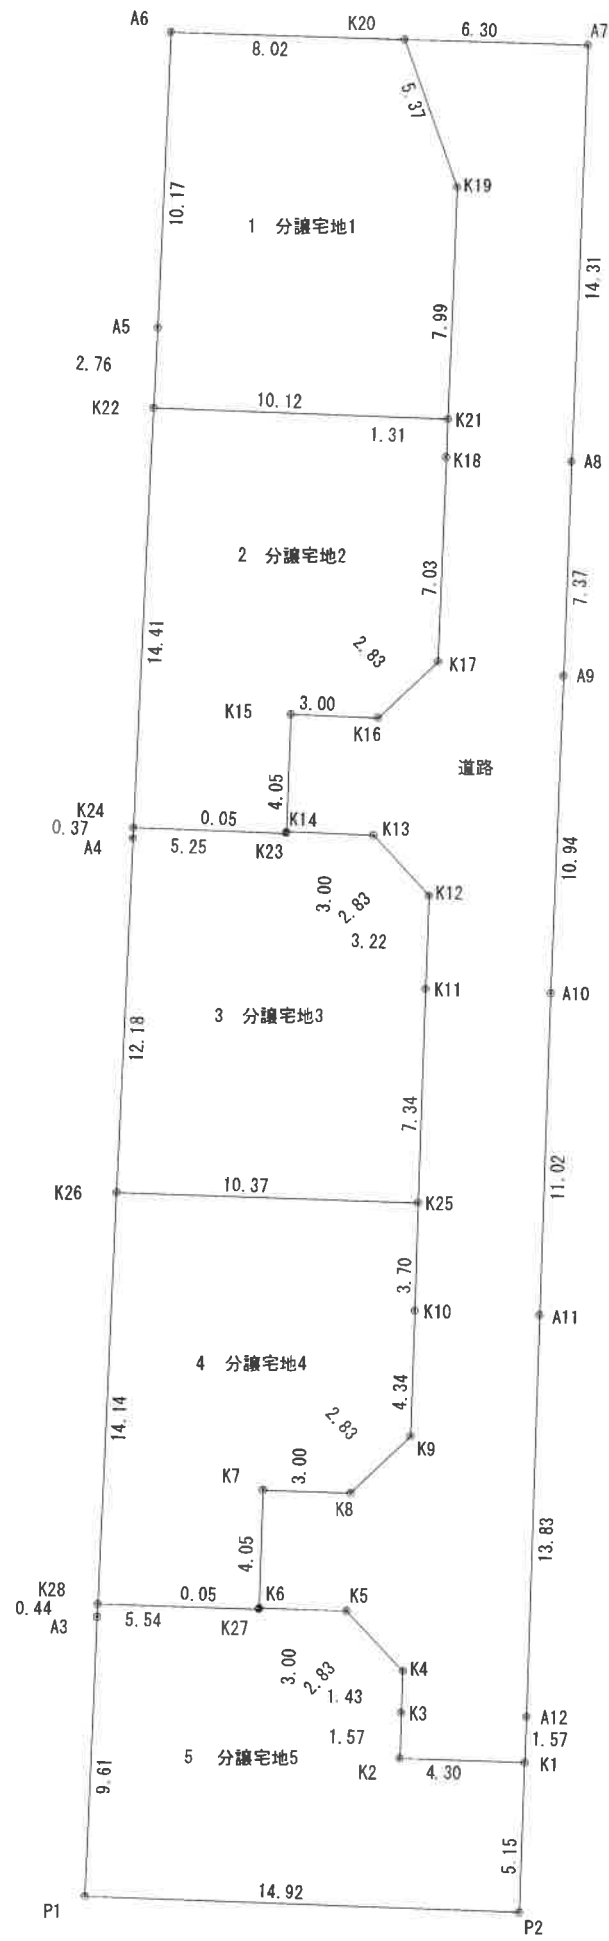 A6
K20
6.30
A7
8.02
5.37
K19
10.17
1 分譲宅地1
14.31
A5
7.99
2.76
K22
10.12
K21
1.31
K18
A8
2 分譲宅地2
7.03
7.37
14.41
2.83
K17
A9
K15
3.00
K16
道路
4.05
K24
0.05
K14
K13
0.37
A4
5.25
K23
10.94
3.00
2.83
K12
3.22
K11
A10
3 分譲宅地3
12.18
7.34
11.02
K26
10.37
K25
3.70
K10
A11
4 分譲宅地4
4.34
14.14
2.83
K9
K7
3.00
K8
13.83
4.05
K28
0.05
K6
K5
0.44
A3
5.54
K27
3.00
2.83
K4
1.43
K3
A12
1.57
1.57
5 分譲宅地5
K2
4.30
K1
9.61
5.15
14.92
P1
P2